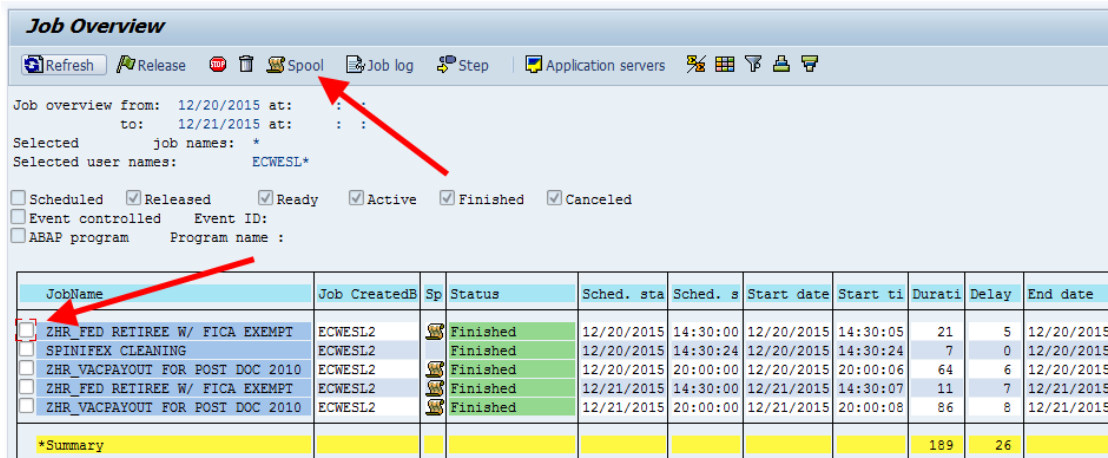 Job Overview
Refresh Release STOP Spool Job log Step Application servers
Job overview from: 12/20/2015 at: : :
to: 12/21/2015 at: : :
Selected job names: *
Selected user names: ECWESL*
Scheduled Released Ready Active Finished Canceled
Event controlled Event ID:
ABAP program Program name :
JobName Job CreatedB Sp Status Sched. sta Sched. s Start date Start ti Durati Delay End date
ZHR_FED RETIREE W/ FICA EXEMPT ECWESL2 Finished 12/20/2015 14:30:00 12/20/2015 14:30:05 21 5 12/20/2015
SPINIFEX CLEANING ECWESL2 Finished 12/20/2015 14:30:24 12/20/2015 14:30:24 7 0 12/20/2015
ZHR_VACPAYOUT FOR POST DOC 2010 ECWESL2 Finished 12/20/2015 20:00:00 12/20/2015 20:00:06 64 6 12/20/2015
ZHR_FED RETIREE W/ FICA EXEMPT ECWESL2 Finished 12/21/2015 14:30:00 12/21/2015 14:30:07 11 7 12/21/2015
ZHR_VACPAYOUT FOR POST DOC 2010 ECWESL2 Finished 12/21/2015 20:00:00 12/21/2015 20:00:08 86 8 12/21/2015
*Summary 189 26